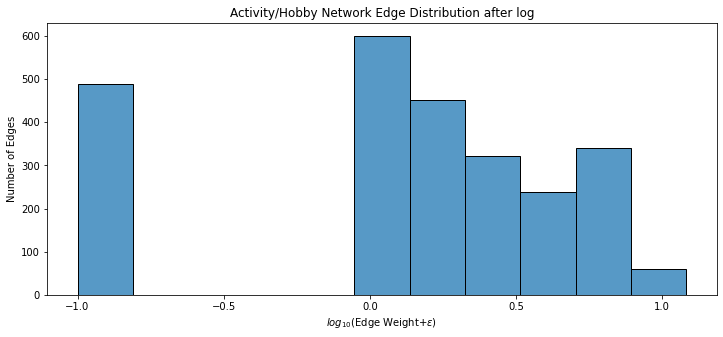 Activity/Hobby Network Edge Distribution after log
Number of Edges
600
500
400
300
200
100
0
−1.0 −0.5 0.0 0.5 1.0
log₁₀(Edge Weight+ε)